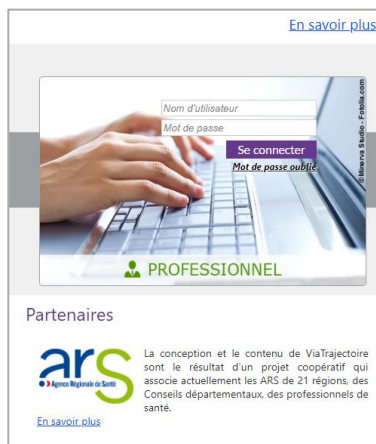 En savoir plus
Nom d'utilisateur
Mot de passe
Se connecter
Mot de passe oublié
©Minerva Studio - Fotolia.com
PROFESSIONNEL
Partenaires
ars
Agence Régionale de Santé
La conception et le contenu de ViaTrajectoire
sont le résultat d'un projet coopératif qui
associe actuellement les ARS de 21 régions, des
Conseils départementaux, des professionnels de
santé.
En savoir plus